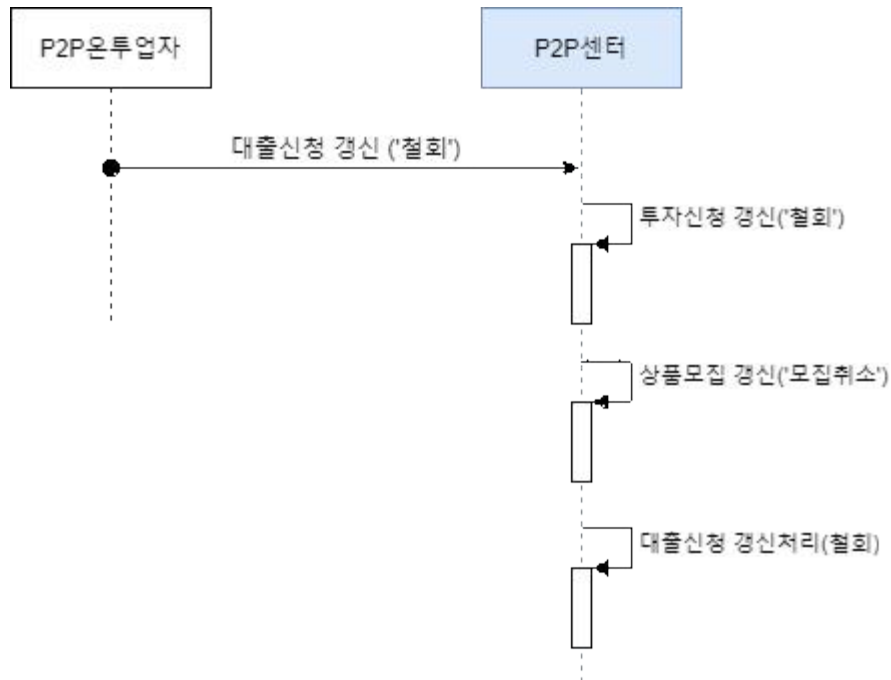 P2P온투업자
P2P센터
대출신청 갱신 ('철회')
투자신청 갱신('철회')
상품모집 갱신('모집취소')
대출신청 갱신처리(철회)